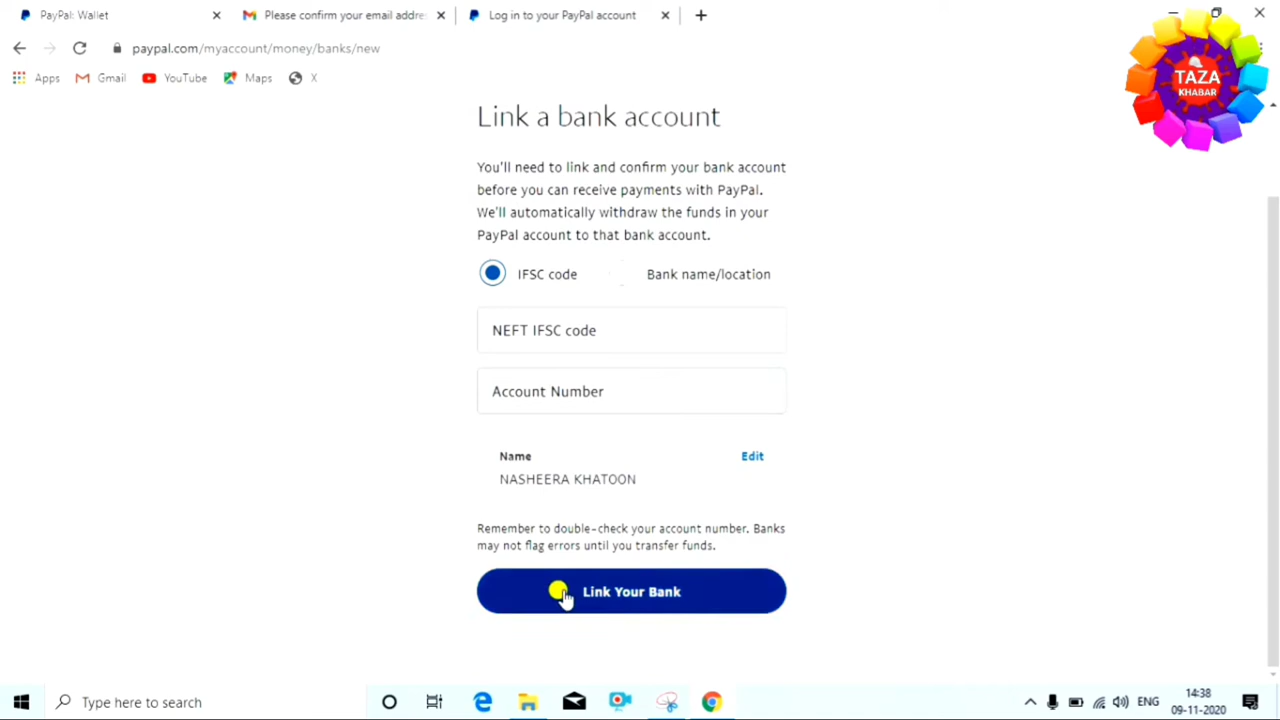 PayPal: Wallet
Please confirm your email addre
Log in to your PayPal account
paypal.com/myaccount/money/banks/new
Apps
Gmail
YouTube
Maps
X
TAZA
KHABAR
Link a bank account
You'll need to link and confirm your bank account
before you can receive payments with PayPal.
We'll automatically withdraw the funds in your
PayPal account to that bank account.
IFSC code
Bank name/location
NEFT IFSC code
Account Number
Name
Edit
NASHEERA KHATOON
Remember to double-check your account number. Banks
may not flag errors until you transfer funds.
Link Your Bank
Type here to search
ENG
14:38
09-11-2020